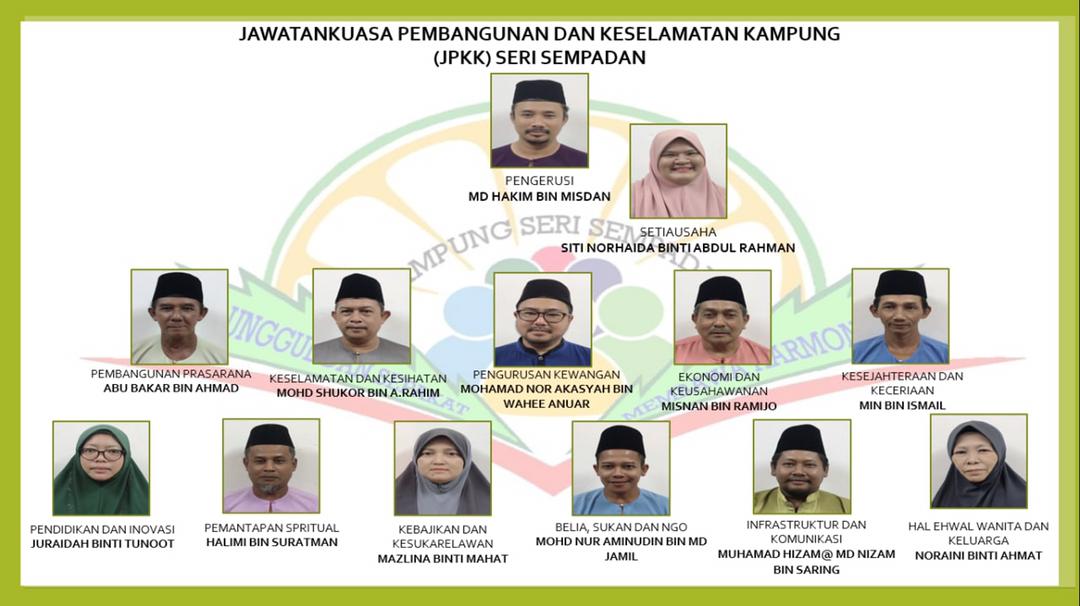 JAWATANKUASA PEMBANGUNAN DAN KESELAMATAN KAMPUNG
(JPKK) SERI SEMPADAN
PENGERUSI
MD HAKIM BIN MISDAN
SETIAUSAHA
SITI NORHAIDA BINTI ABDUL RAHMAN
PEMBANGUNAN PRASARANA
ABU BAKAR BIN AHMAD
KESELAMATAN DAN KESIHATAN
MOHD SHUKOR BIN A.RAHIM
PENGURUSAN KEWANGAN
MOHAMAD NOR AKASYAH BIN
WAHEE ANUAR
EKONOMI DAN
KEUSAHAWANAN
MISNAN BIN RAMIJO
KESEJAHTERAAN DAN
KECERIAAN
MIN BIN ISMAIL
PENDIDIKAN DAN INOVASI
JURAIDAH BINTI TUNOOT
PEMANTAPAN SPRITUAL
HALIMI BIN SURATMAN
KEBAJIKAN DAN
KESUKARELAWAN
MAZLINA BINTI MAHAT
BELIA, SUKAN DAN NGO
MOHD NUR AMINUDIN BIN MD
JAMIL
INFRASTRUKTUR DAN
KOMUNIKASI
MUHAMAD HIZAM@ MD NIZAM
BIN SARING
HAL EHWAL WANITA DAN
KELUARGA
NORAINI BINTI AHMAT